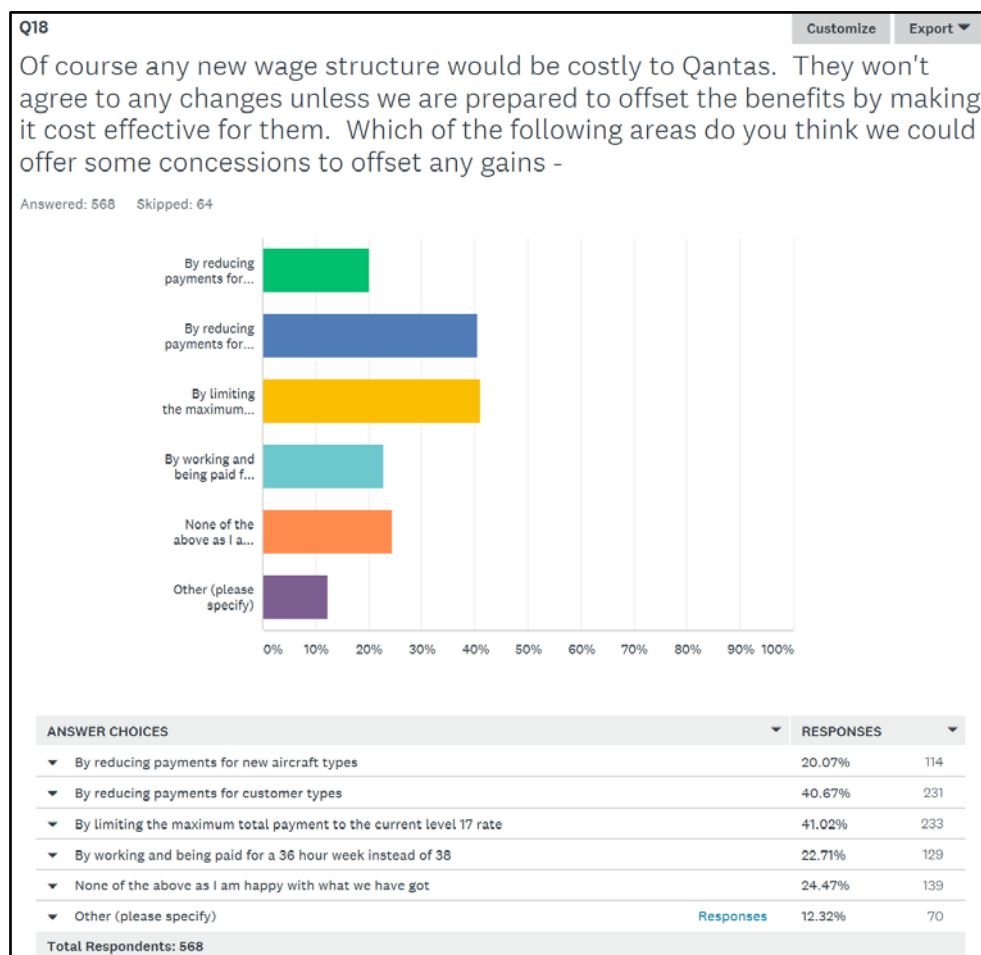 Q18
Customize
Export
Of course any new wage structure would be costly to Qantas. They won't
agree to any changes unless we are prepared to offset the benefits by making
it cost effective for them. Which of the following areas do you think we could
offer some concessions to offset any gains -
Answered: 568 Skipped: 64
By reducing
payments for...
By reducing
payments for...
By limiting
the maximum...
By working and
being paid f...
None of the
above as I a...
Other (please
specify)
0% 10% 20% 30% 40% 50% 60% 70% 80% 90% 100%
ANSWER CHOICES RESPONSES
By reducing payments for new aircraft types 20.07% 114
By reducing payments for customer types 40.67% 231
By limiting the maximum total payment to the current level 17 rate 41.02% 233
By working and being paid for a 36 hour week instead of 38 22.71% 129
None of the above as I am happy with what we have got 24.47% 139
Other (please specify) Responses 12.32% 70
Total Respondents: 568